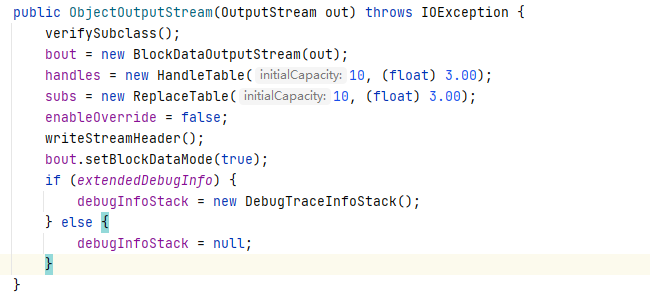 public ObjectOutputStream(OutputStream out) throws IOException {
    verifySubclass();
    bout = new BlockDataOutputStream(out);
    handles = new HandleTable( initialCapacity: 10, (float) 3.00);
    subs = new ReplaceTable( initialCapacity: 10, (float) 3.00);
    enableOverride = false;
    writeStreamHeader();
    bout.setBlockDataMode(true);
    if (extendedDebugInfo) {
        debugInfoStack = new DebugTraceInfoStack();
    } else {
        debugInfoStack = null;
    }
}